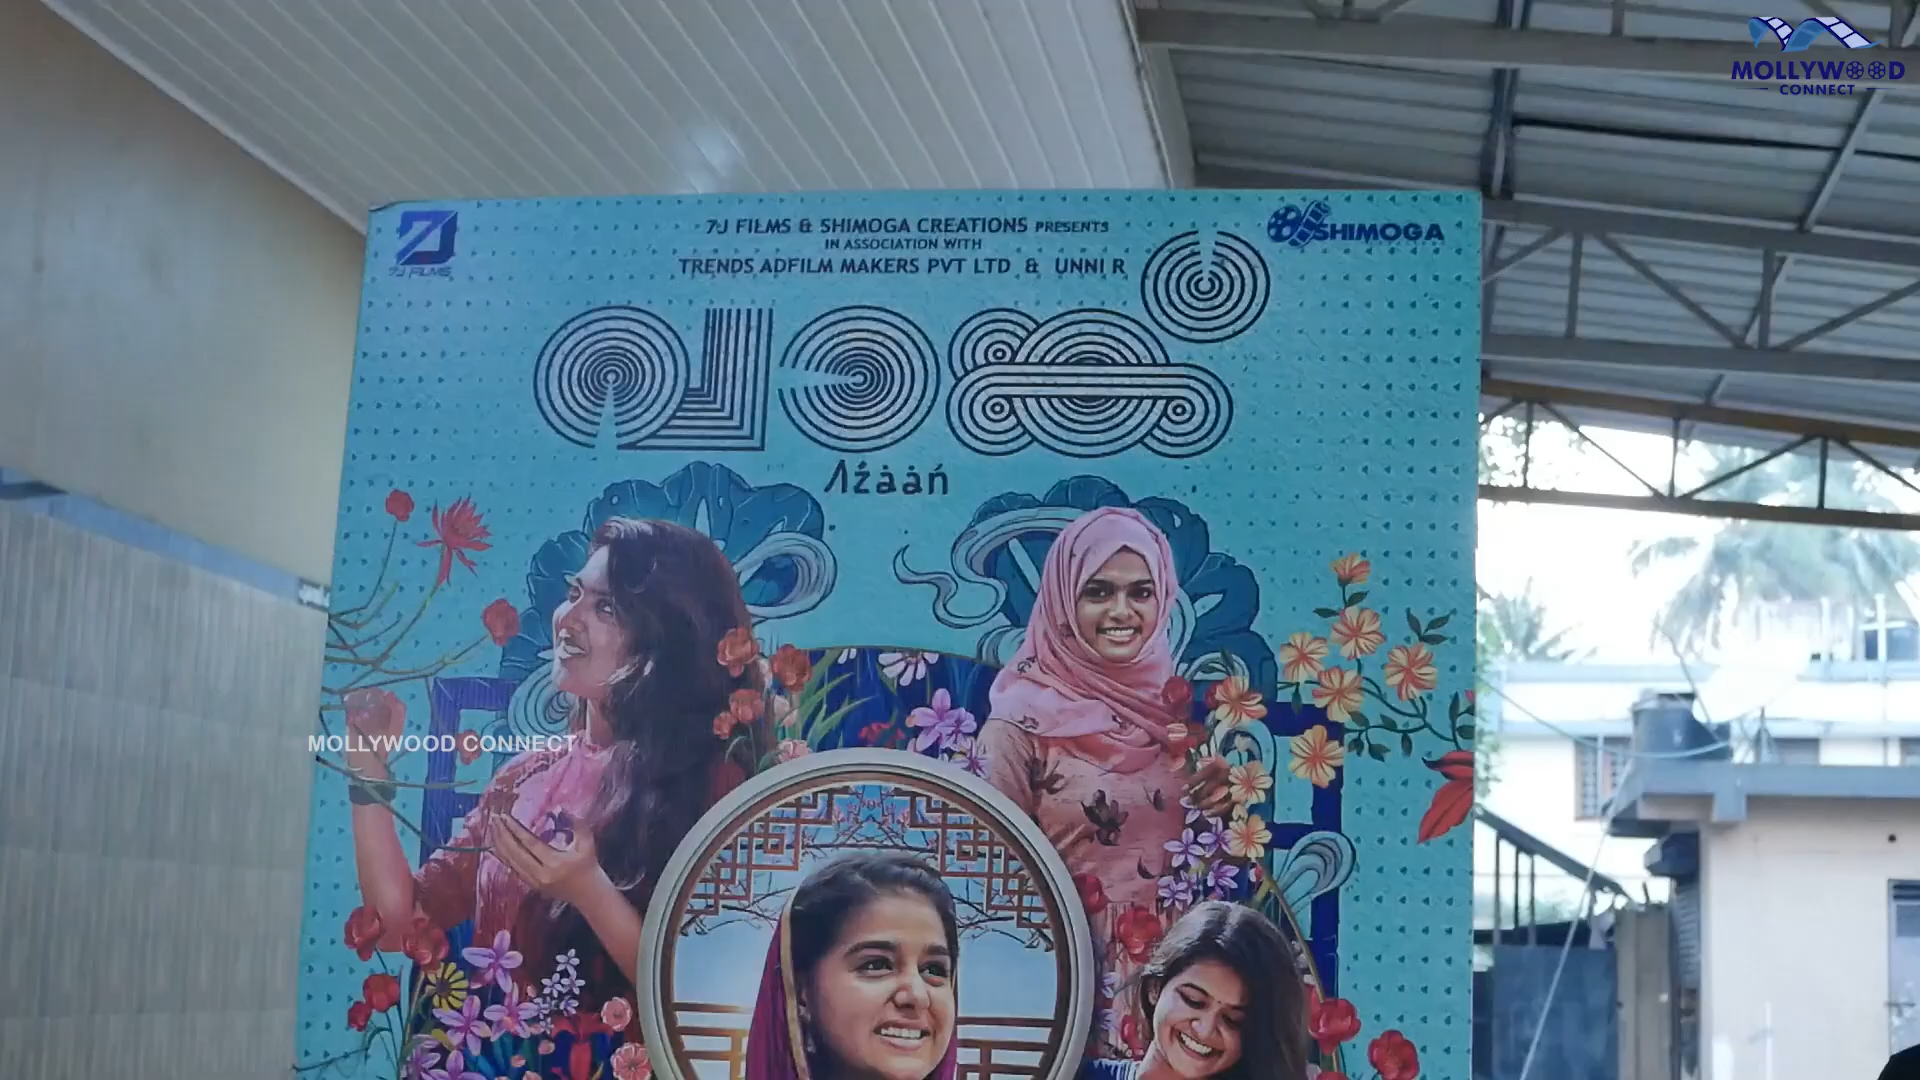 MOLLYWOOD
CONNECT
7J FILMS
7J FILMS & SHIMOGA CREATIONS PRESENTS
IN ASSOCIATION WITH
TRENDS ADFILM MAKERS PVT LTD & UNNI R
SHIMOGA
വാങ്ക്
Azaan
MOLLYWOOD CONNECT